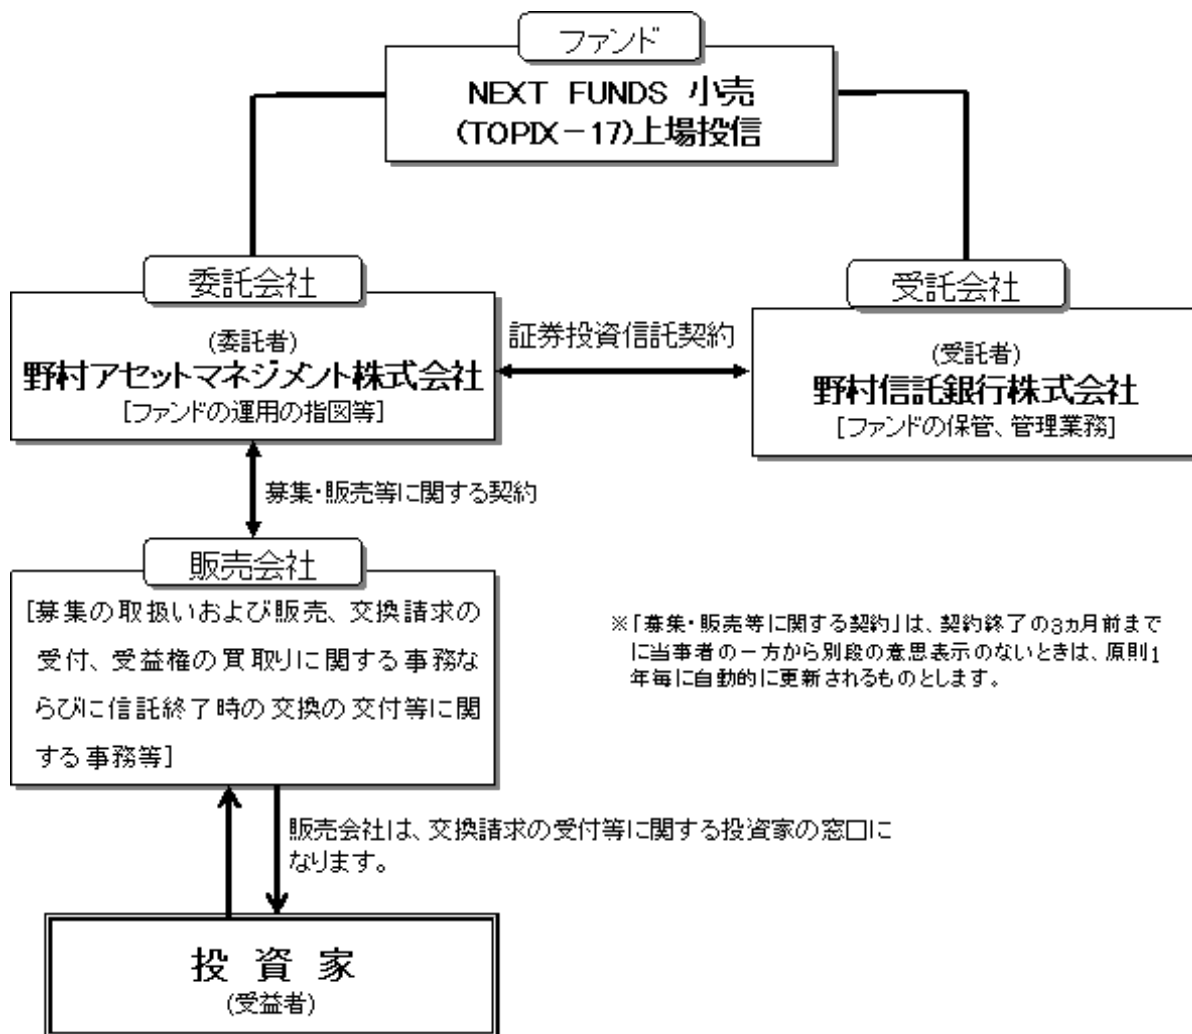 ファンド
NEXT FUNDS 小売
(TOPIX－17)上場投信
委託会社
(委託者)
野村アセットマネジメント株式会社
[ファンドの運用の指図等]
証券投資信託契約
受託会社
(受託者)
野村信託銀行株式会社
[ファンドの保管、管理業務]
募集・販売等に関する契約
販売会社
[募集の取扱いおよび販売、交換請求の
受付、受益権の買取りに関する事務な
らびに信託終了時の交換の交付等に関
する事務等]
※「募集・販売等に関する契約」は、契約終了の3ヵ月前まで
に当事者の一方から別段の意思表示のないときは、原則1
年毎に自動的に更新されるものとします。
販売会社は、交換請求の受付等に関する投資家の窓口に
なります。
投 資 家
(受益者)